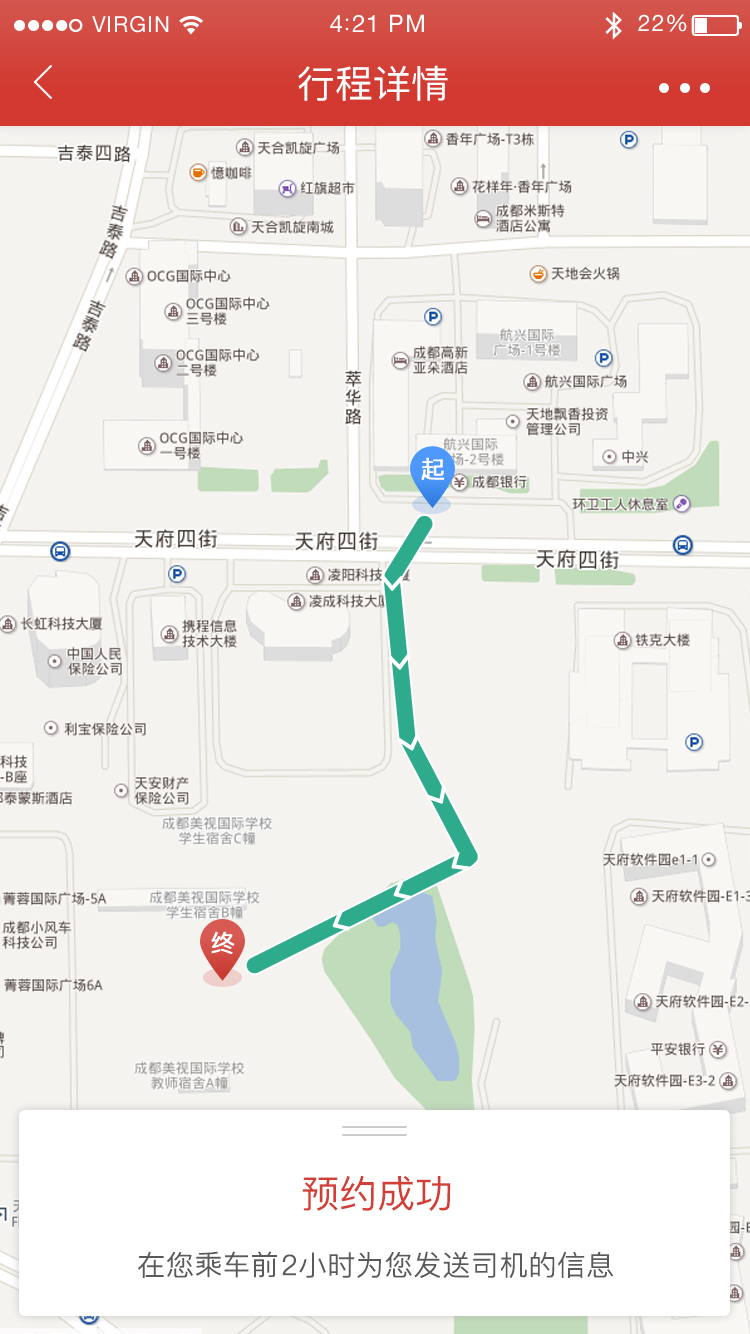 VIRGIN 4:21 PM 22%
行程详情
吉泰四路
天合凯旋广场
香年广场-T3栋
P
憶咖啡
红旗超市
花样年·香年广场
成都米斯特
酒店公寓
天合凯旋南城
吉泰路
OCG国际中心
天地会火锅
OCG国际中心
三号楼
P
吉泰路
航兴国际
广场-1号楼
OCG国际中心
二号楼
成都高新
亚朵酒店
P
航兴国际广场
萃华路
天地飘香投资
管理公司
OCG国际中心
一号楼
航兴国际
场-2号楼
中兴
起
成都银行
环卫工人休息室
天府四街
天府四街
天府四街
P
凌阳科技
凌成科技大厦
长虹科技大厦
携程信息
技术大楼
铁克大楼
中国人民
保险公司
利宝保险公司
P
科技
-B座
天安财产
保险公司
泰蒙斯酒店
成都美视国际学校
学生宿舍C幢
天府软件园e1-1
菁蓉国际广场-5A
成都美视国际学校
学生宿舍B幢
天府软件园-E1-3
成都小风车
科技公司
终
菁蓉国际广场6A
天府软件园-E2-
平安银行
成都美视国际学校
教师宿舍A幢
天府软件园-E3-2
预约成功
在您乘车前2小时为您发送司机的信息